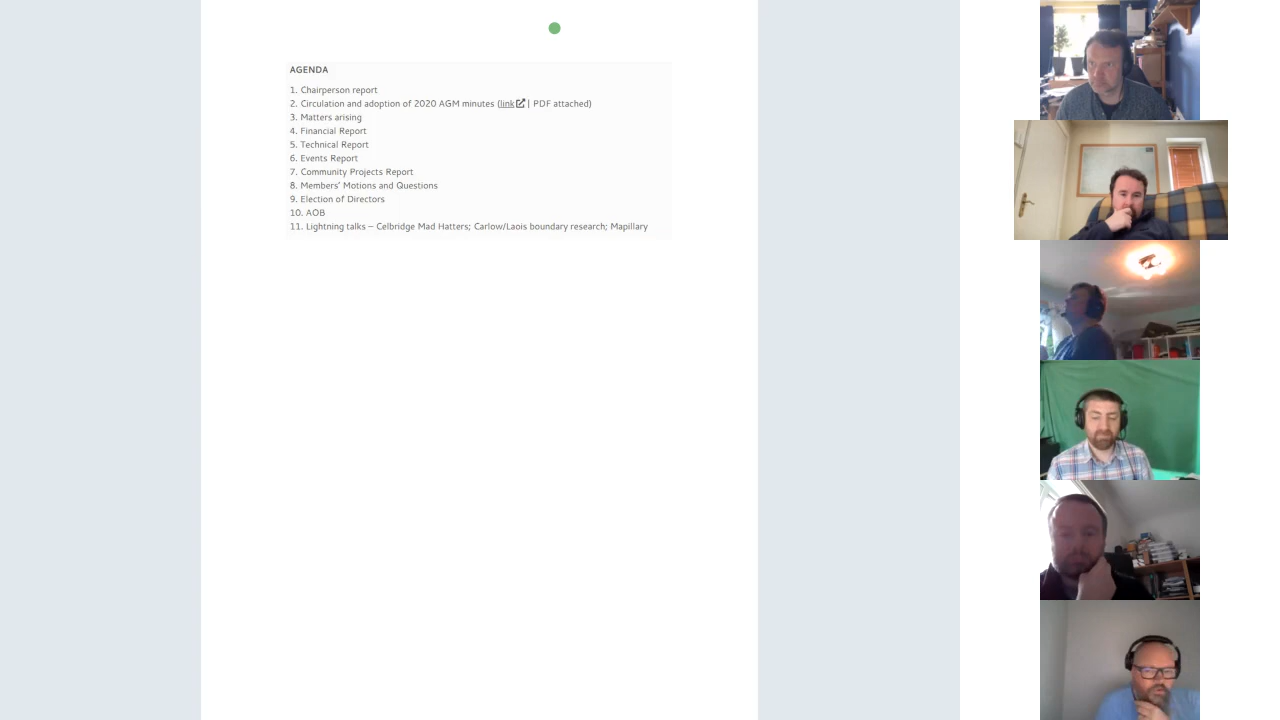 AGENDA
1. Chairperson report
2. Circulation and adoption of 2020 AGM minutes (link | PDF attached)
3. Matters arising
4. Financial Report
5. Technical Report
6. Events Report
7. Community Projects Report
8. Members' Motions and Questions
9. Election of Directors
10. AOB
11. Lightning talks – Celbridge Mad Hatters; Carlow/Laois boundary research; Mapillary